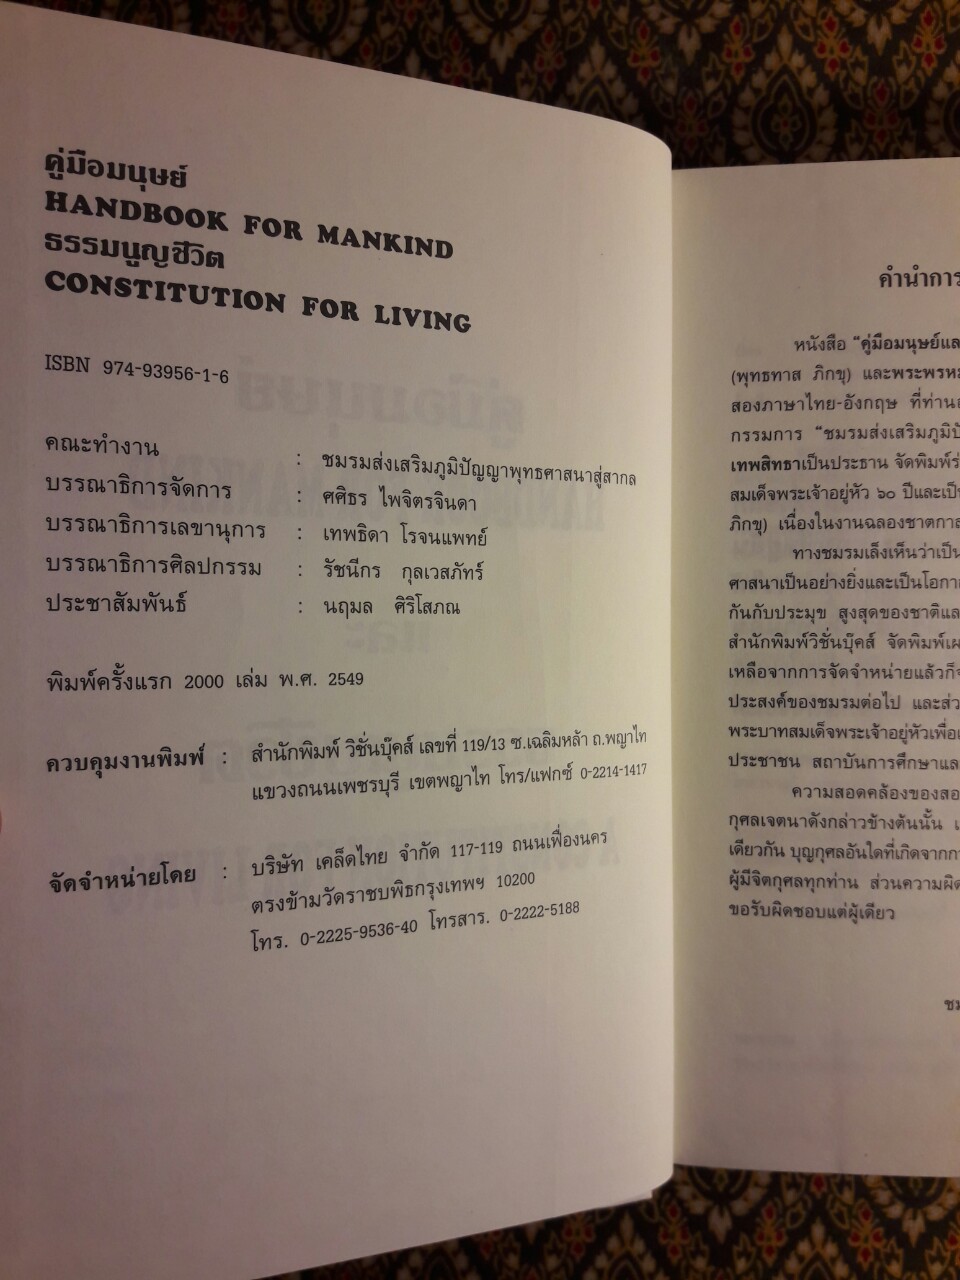 คู่มือมนุษย์
HANDBOOK FOR MANKIND
ธรรมนูญชีวิต
CONSTITUTION FOR LIVING
ISBN 974-93956-1-6
คณะทำงาน : ชมรมส่งเสริมภูมิปัญญาพุทธศาสนาสู่สากล
บรรณาธิการจัดการ : ศศิธร ไพจิตรจินดา
บรรณาธิการเลขานุการ : เทพธิดา โรจนแพทย์
บรรณาธิการศิลปกรรม : รัชนีกร กุลเวสภัทร์
ประชาสัมพันธ์ : นฤมล ศิริโสภณ
พิมพ์ครั้งแรก 2000 เล่ม พ.ศ. 2549
ควบคุมงานพิมพ์ : สำนักพิมพ์ วิชั่นบุ๊คส์ เลขที่ 119/13 ซ.เฉลิมหล้า ถ.พญาไท
แขวงถนนเพชรบุรี เขตพญาไท โทร/แฟกซ์ 0-2214-1417
จัดจำหน่ายโดย : บริษัท เคล็ดไทย จำกัด 117-119 ถนนเฟื่องนคร
ตรงข้ามวัดราชบพิธกรุงเทพฯ 10200
โทร. 0-2225-9536-40 โทรสาร. 0-2222-5188
คำนำการ
หนังสือ "คู่มือมนุษย์แล
(พุทธทาส ภิกขุ) และพระพรหม
สองภาษาไทย-อังกฤษ ที่ท่าน
กรรมการ "ชมรมส่งเสริมภูมิปั
เทพสิทธาเป็นประธาน จัดพิมพ์ร่
สมเด็จพระเจ้าอยู่หัว ๖๐ ปีและเป็น
ภิกขุ) เนื่องในงานฉลองชาตกาล
ทางชมรมเล็งเห็นว่าเป็น
ศาสนาเป็นอย่างยิ่งและเป็นโอกา
กันกับประมุข สูงสุดของชาติแล
สำนักพิมพ์วิชั่นบุ๊คส์ จัดพิมพ์เผ
เหลือจากการจัดจำหน่ายแล้วก็จ
ประสงค์ของชมรมต่อไป และส่ว
พระบาทสมเด็จพระเจ้าอยู่หัวเพื่อเ
ประชาชน สถาบันการศึกษาแล
ความสอดคล้องของสอ
กุศลเจตนาดังกล่าวข้างต้นนั้น เ
เดียวกัน บุญกุศลอันใดที่เกิดจากกา
ผู้มีจิตกุศลทุกท่าน ส่วนความผิด
ขอรับผิดชอบแต่ผู้เดียว
ชม